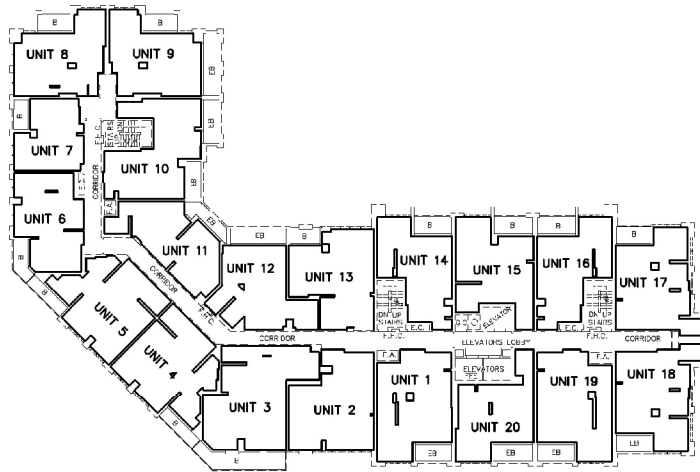 B
B
UNIT 8
UNIT 9
EB
B
F.H.C.
STAIRS
DN
EB
UNIT 7
UNIT 10
CORRIDOR
EB
UNIT 6
F.A.
EB
UNIT 11
EB
B
B
B
B
B
UNIT 12
UNIT 13
UNIT 14
UNIT 15
UNIT 16
UNIT 17
CORRIDOR
B
UNIT 5
F.H.C.
DN UP
STAIRS
E.C.
F.H.C.
ELEVATOR
ELEVATORS LOBBY
E.C.
DN UP
STAIRS
F.H.C.
CORRIDOR
CORRIDOR
UNIT 4
F.A.
ELEVATORS
F.A.
UNIT 3
UNIT 2
UNIT 1
UNIT 20
UNIT 19
UNIT 18
B
B
EB
EB
EB